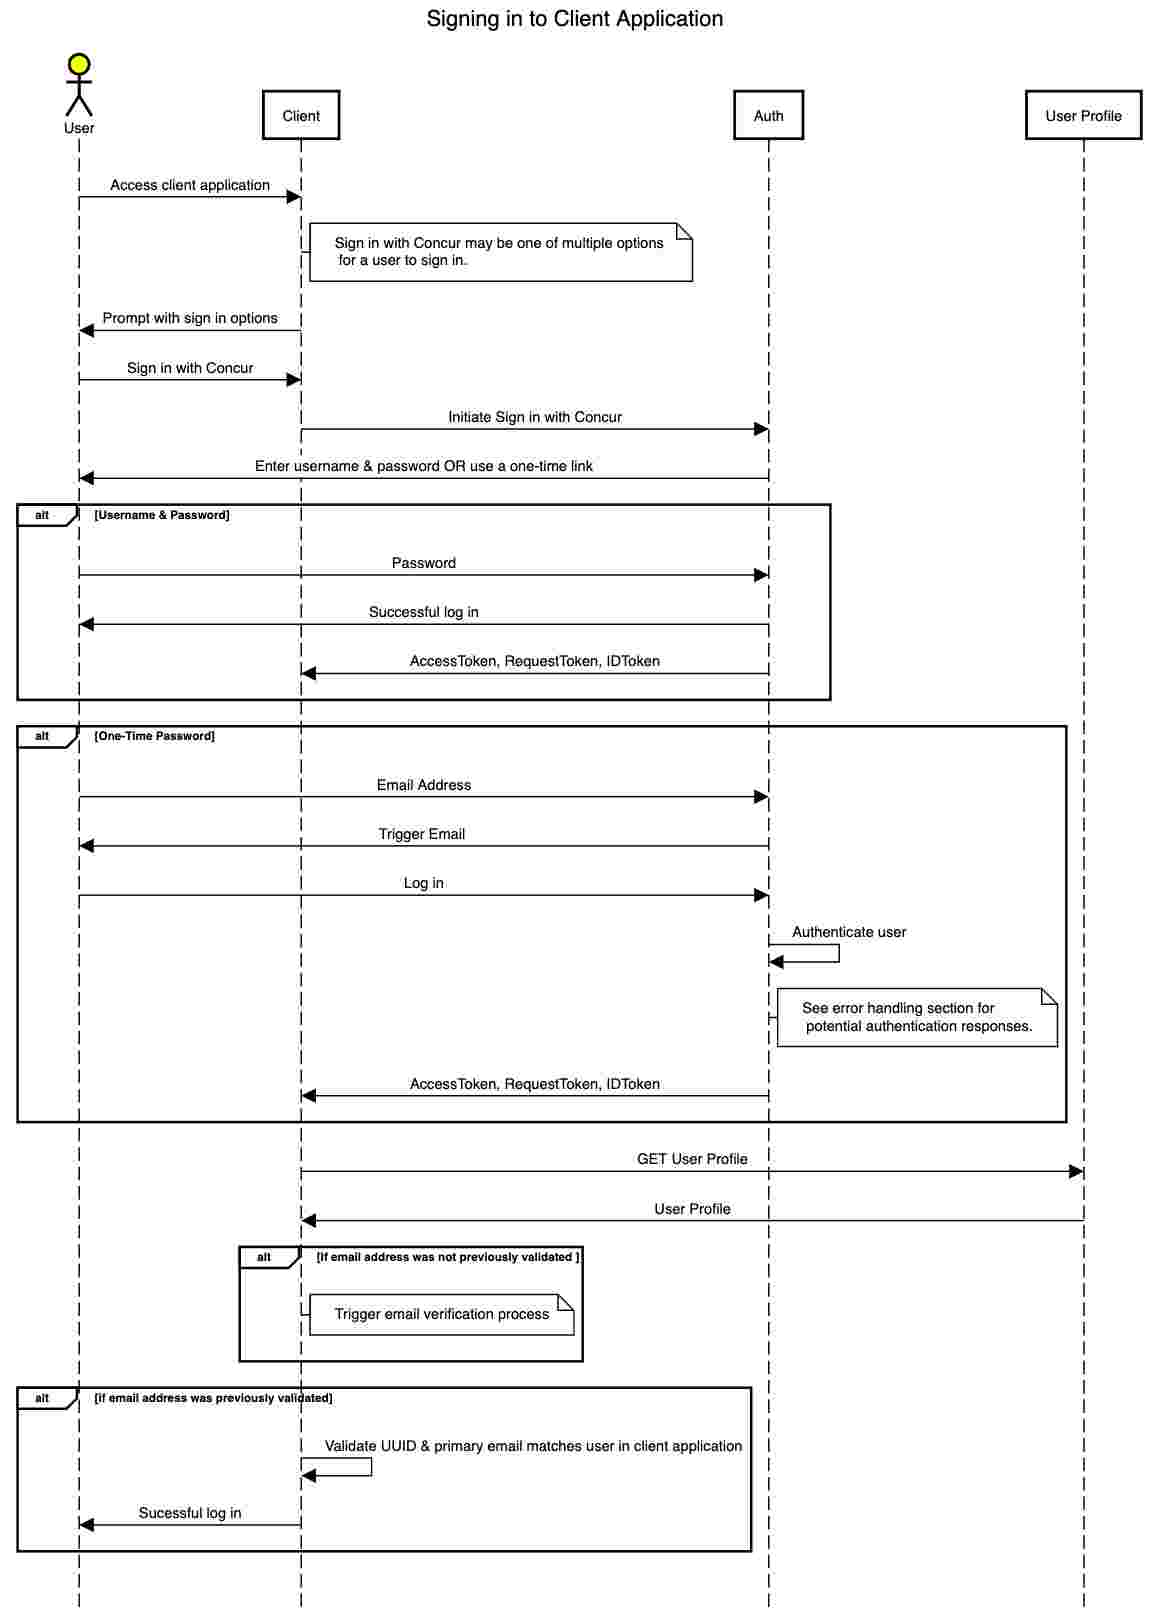 Signing in to Client Application
User
Client
Auth
User Profile
Access client application
Sign in with Concur may be one of multiple options
for a user to sign in.
Prompt with sign in options
Sign in with Concur
Initiate Sign in with Concur
Enter username & password OR use a one-time link
alt
[Username & Password]
Password
Successful log in
AccessToken, RequestToken, IDToken
alt
[One-Time Password]
Email Address
Trigger Email
Log in
Authenticate user
See error handling section for
potential authentication responses.
AccessToken, RequestToken, IDToken
GET User Profile
User Profile
alt
[If email address was not previously validated ]
Trigger email verification process
alt
[if email address was previously validated]
Validate UUID & primary email matches user in client application
Sucessful log in